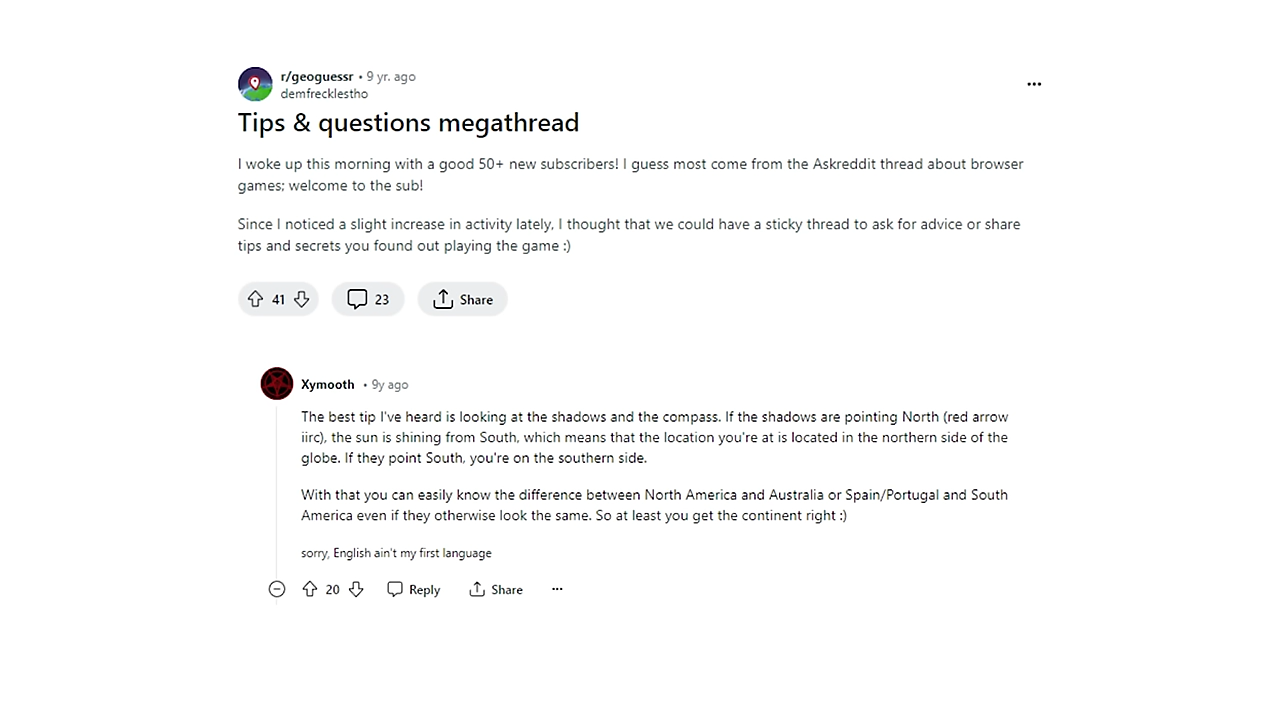 r/geoguessr • 9 yr. ago
demfrecklestho
Tips & questions megathread
I woke up this morning with a good 50+ new subscribers! I guess most come from the Askreddit thread about browser
games; welcome to the sub!
Since I noticed a slight increase in activity lately, I thought that we could have a sticky thread to ask for advice or share
tips and secrets you found out playing the game :)
41 23 Share
Xymooth • 9y ago
The best tip I've heard is looking at the shadows and the compass. If the shadows are pointing North (red arrow
iirc), the sun is shining from South, which means that the location you're at is located in the northern side of the
globe. If they point South, you're on the southern side.
With that you can easily know the difference between North America and Australia or Spain/Portugal and South
America even if they otherwise look the same. So at least you get the continent right :)
sorry, English ain't my first language
20 Reply Share